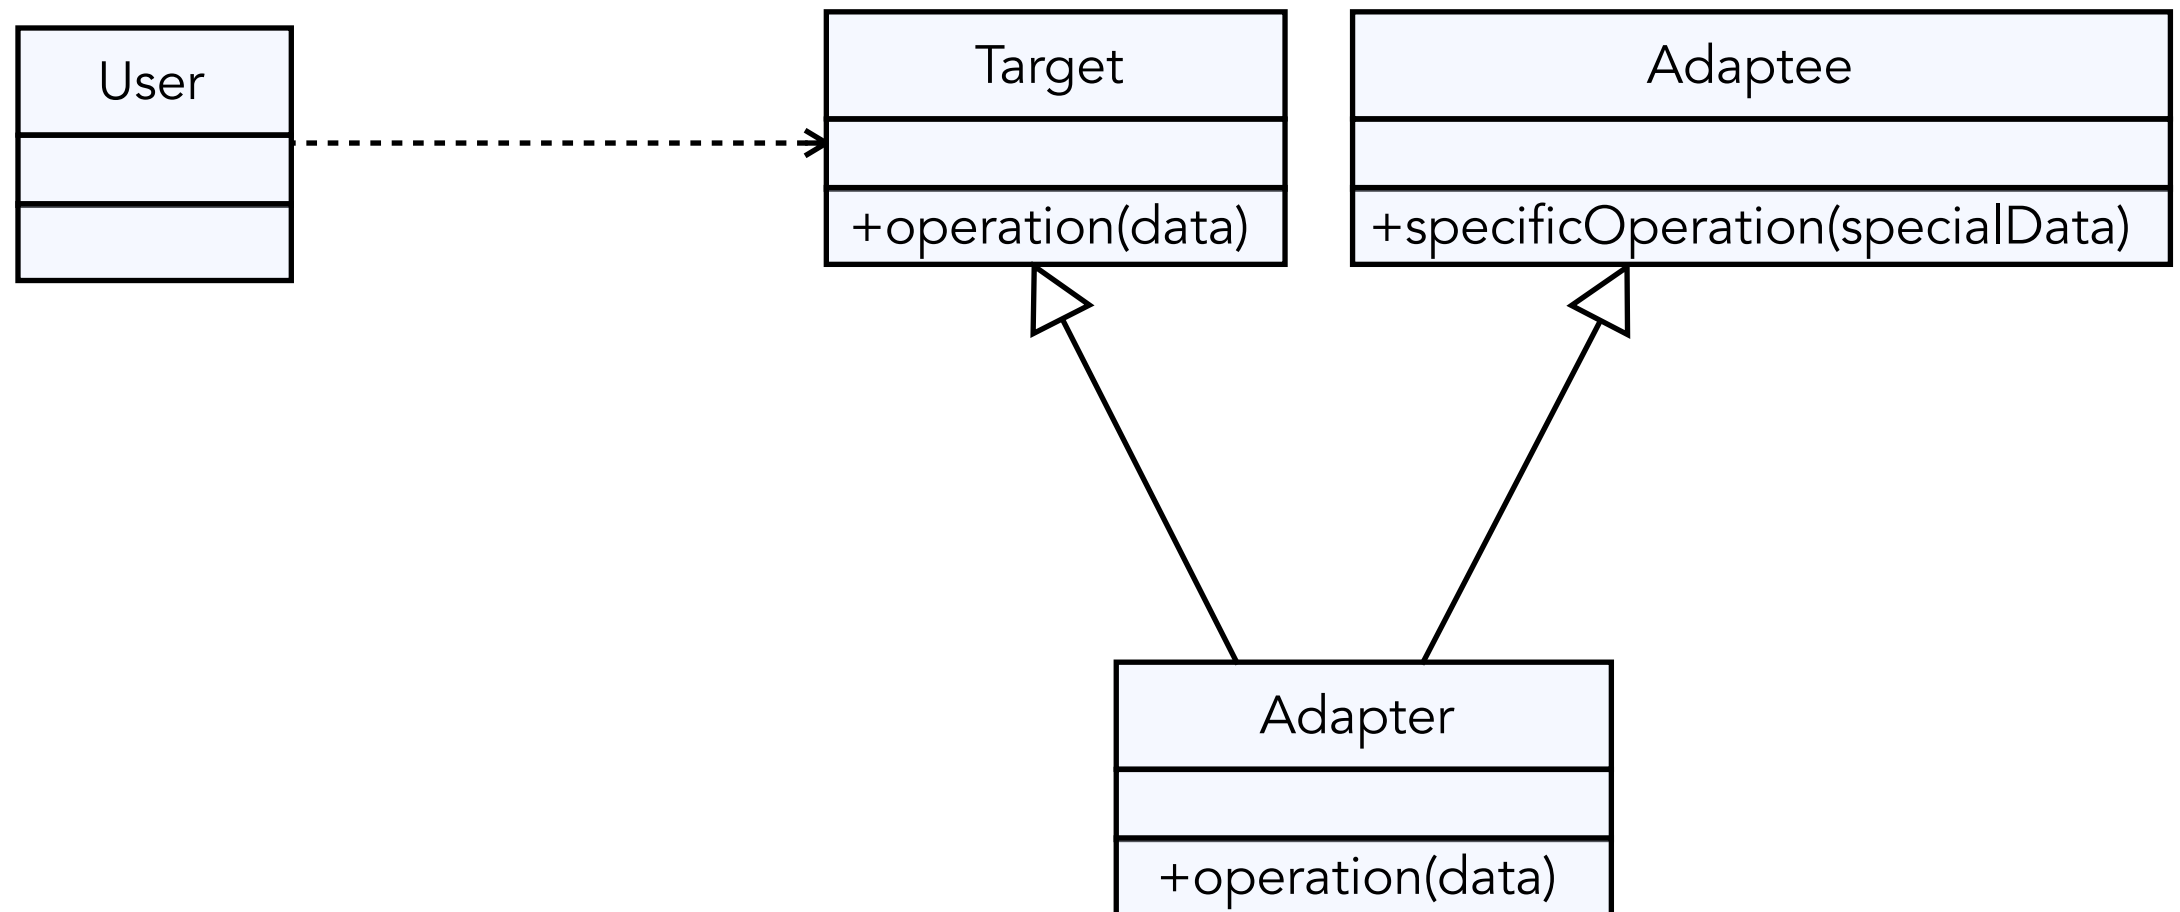 User
Target
+operation(data)
Adaptee
+specificOperation(specialData)
Adapter
+operation(data)